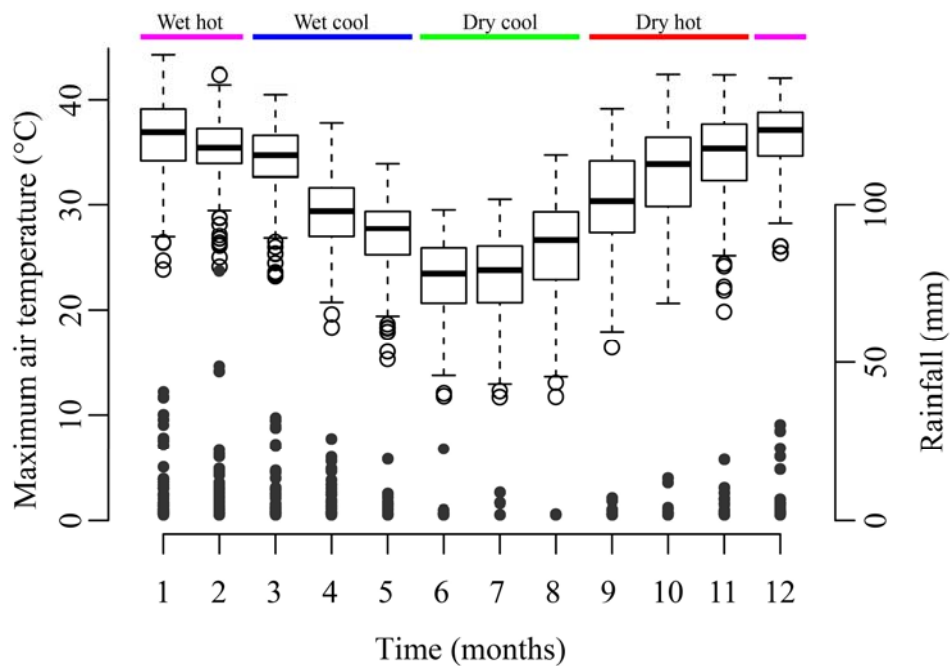 Wet hot Wet cool Dry cool Dry hot
Maximum air temperature (°C)
40
30
20
10
0
100
50
0
Rainfall (mm)
1 2 3 4 5 6 7 8 9 10 11 12
Time (months)